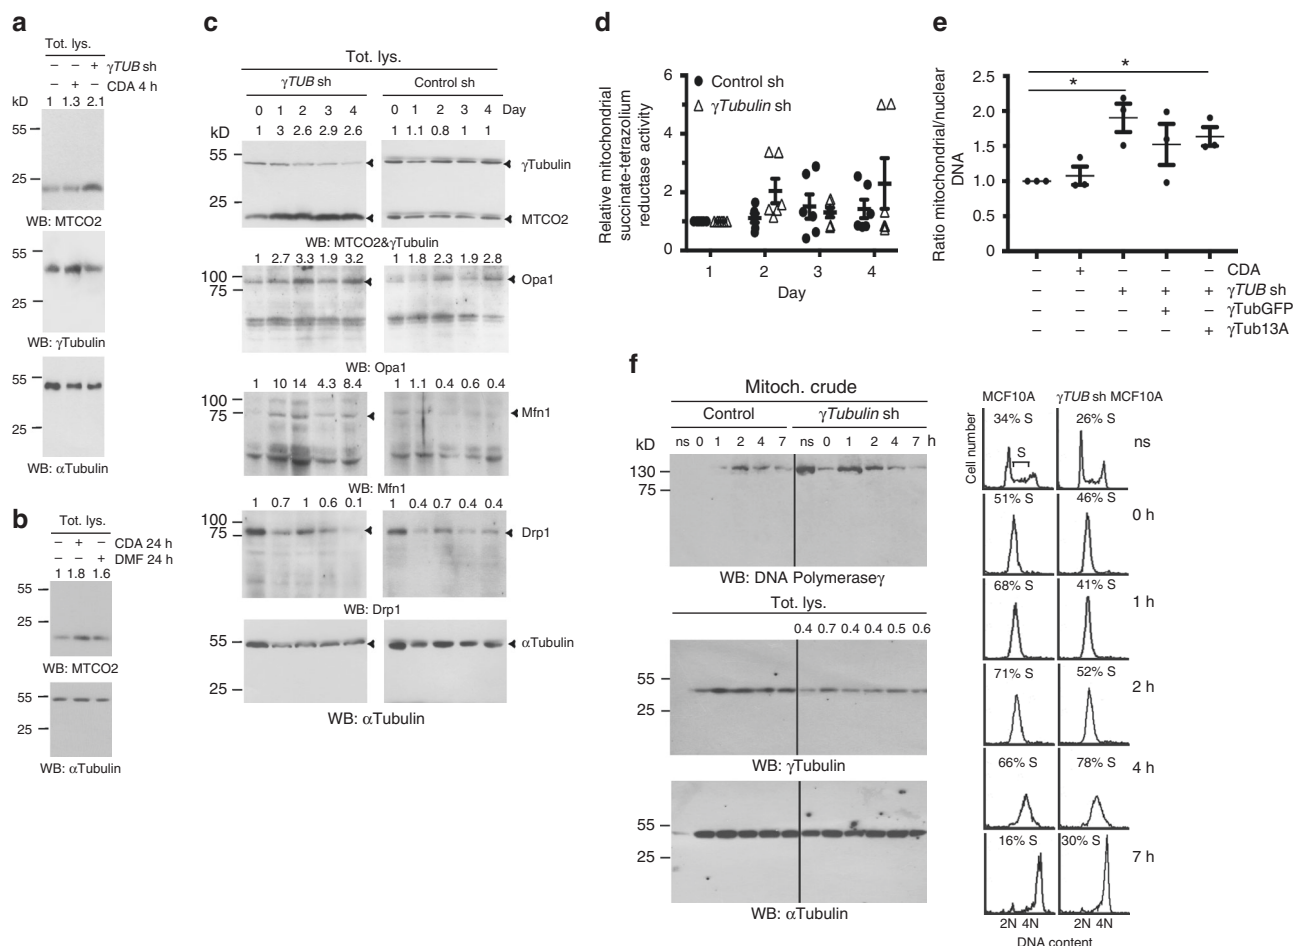 a
Tot. lys.
– – + γTUB sh
– + – CDA 4 h
kD 1 1.3 2.1
55
25
WB: MTCO2
55
25
WB: γTubulin
55
25
WB: αTubulin
b
Tot. lys.
– + – CDA 24 h
– – + DMF 24 h
1 1.8 1.6
55
25
WB: MTCO2
55
25
WB: αTubulin
c
Tot. lys.
γTUB sh Control sh
0 1 2 3 4 0 1 2 3 4 Day
kD 1 3 2.6 2.9 2.6 1 1.1 0.8 1 1
55
γTubulin
25
MTCO2
WB: MTCO2&γTubulin
1 2.7 3.3 1.9 3.2 1 1.8 2.3 1.9 2.8
100
75
Opa1
WB: Opa1
1 10 14 4.3 8.4 1 1.1 0.4 0.6 0.4
100
75
Mfn1
WB: Mfn1
1 0.7 1 0.6 0.1 1 0.4 0.7 0.4 0.4
100
75
Drp1
WB: Drp1
55
αTubulin
25
WB: αTubulin
d
Relative mitochondrial
succinate-tetrazolium
reductase activity
6
4
2
0
Control sh
γTubulin sh
1 2 3 4
Day
e
Ratio mitochondrial/nuclear
DNA
2.5
2.0
1.5
1.0
0.5
0
* *
– + – – – CDA
– – + + + γTUB sh
– – – + – γTubGFP
– – – – + γTub13A
f
Mitoch. crude
Control γTubulin sh
kD ns 0 1 2 4 7 ns 0 1 2 4 7 h
130
75
WB: DNA Polymeraseγ
Tot. lys.
0.4 0.7 0.4 0.4 0.5 0.6
55
25
WB: γTubulin
55
25
WB: αTubulin
Cell number
MCF10A γTUB sh MCF10A
34% S 26% S ns
S
51% S 46% S 0 h
68% S 41% S 1 h
71% S 52% S 2 h
66% S 78% S 4 h
16% S 30% S 7 h
2N 4N 2N 4N
DNA content